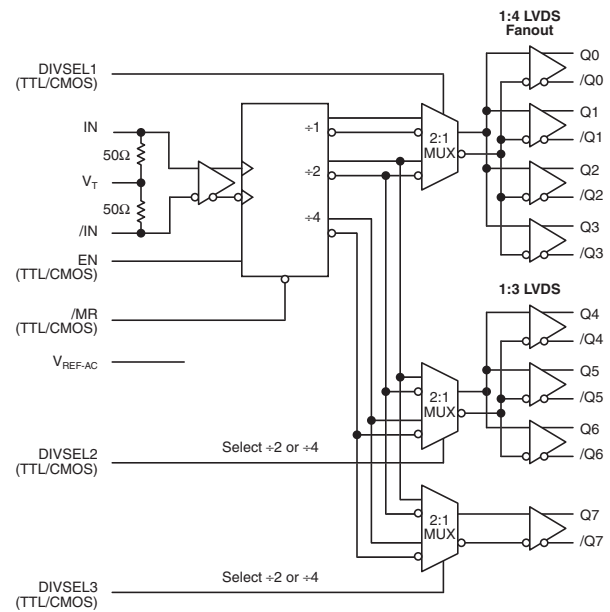 1:4 LVDS
Fanout
DIVSEL1
(TTL/CMOS)
IN
50Ω
VT
50Ω
/IN
EN
(TTL/CMOS)
/MR
(TTL/CMOS)
VREF-AC
÷1
÷2
÷4
2:1
MUX
Q0
/Q0
Q1
/Q1
Q2
/Q2
Q3
/Q3
1:3 LVDS
Q4
/Q4
Q5
/Q5
Q6
/Q6
2:1
MUX
DIVSEL2
(TTL/CMOS)
Select ÷2 or ÷4
2:1
MUX
Q7
/Q7
DIVSEL3
(TTL/CMOS)
Select ÷2 or ÷4